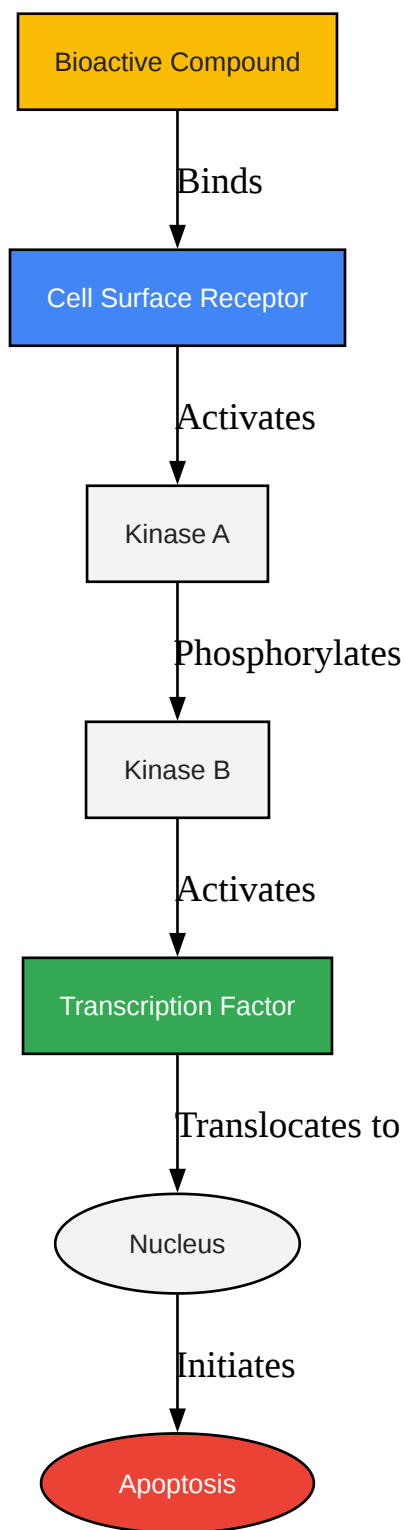 Bioactive Compound
Binds
Cell Surface Receptor
Activates
Kinase A
Phosphorylates
Kinase B
Activates
Transcription Factor
Translocates to
Nucleus
Initiates
Apoptosis